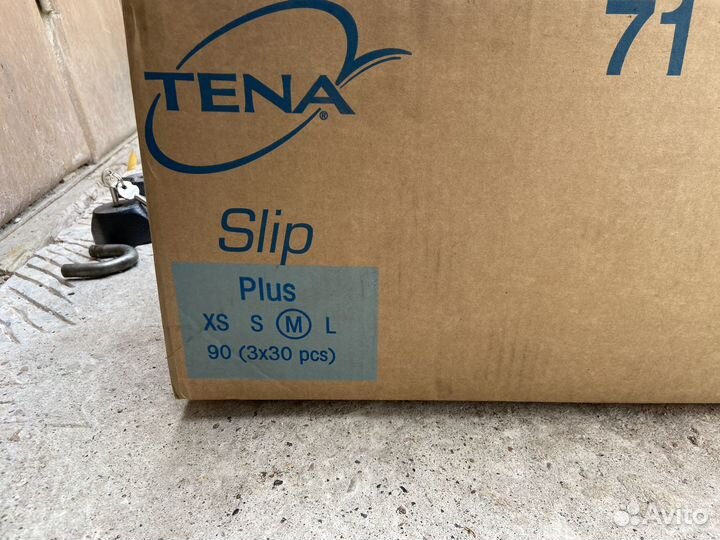 71
TENA®
Slip
Plus
XS S M L
90 (3x30 pcs)
Avito